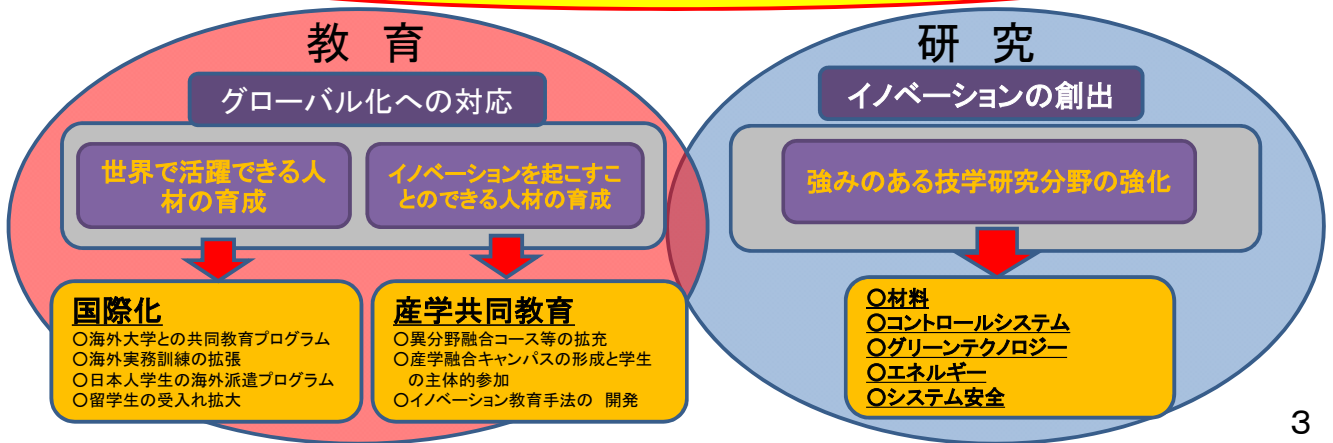 教 育
グローバル化への対応
世界で活躍できる人
材の育成
イノベーションを起こすこ
とのできる人材の育成
国際化
○海外大学との共同教育プログラム
○海外実務訓練の拡張
○日本人学生の海外派遣プログラム
○留学生の受入れ拡大
産学共同教育
○異分野融合コース等の拡充
○産学融合キャンパスの形成と学生
の主体的参加
○イノベーション教育手法の 開発
研 究
イノベーションの創出
強みのある技学研究分野の強化
○材料
○コントロールシステム
○グリーンテクノロジー
○エネルギー
○システム安全
3